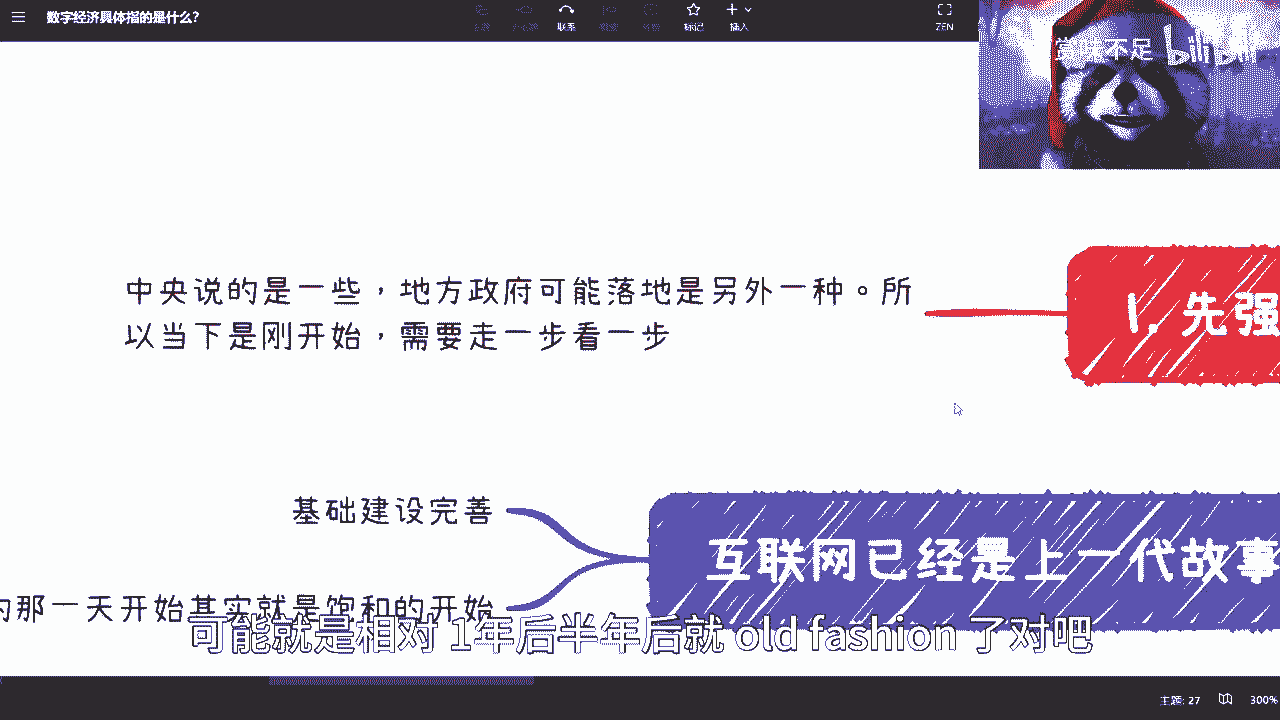 数字经济具体指的是什么?
联系
标记
插入
ZEN
赏味不足 bilibili
中央说的是一些，地方政府可能落地是另外一种。所
以当下是刚开始，需要走一步看一步
1. 先强
基础建设完善
互联网已经是上一代故事
的那一天开始其实就是饱和的开始
可能就是相对 1年后半年后就 old fashion 了对吧
主题: 27
300%